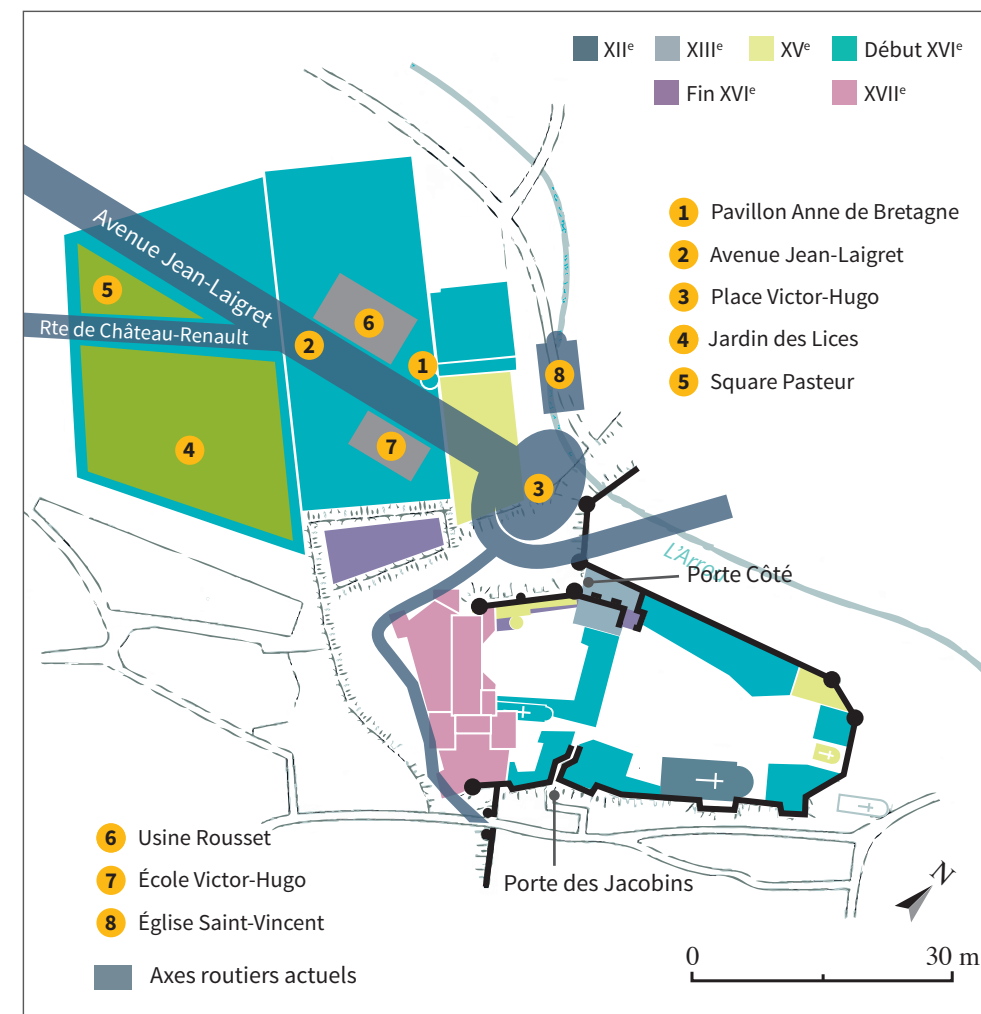 XIIᵉ XIIIᵉ XVᵉ Début XVIᵉ
Fin XVIᵉ XVIIᵉ
1 Pavillon Anne de Bretagne
2 Avenue Jean-Laigret
3 Place Victor-Hugo
4 Jardin des Lices
5 Square Pasteur
Avenue Jean-Laigret
5
Rte de Château-Renault
2
6
1
8
7
4
3
L'Arrou
Porte Côté
Porte des Jacobins
6 Usine Rousset
7 École Victor-Hugo
8 Église Saint-Vincent
Axes routiers actuels
N
0 30 m